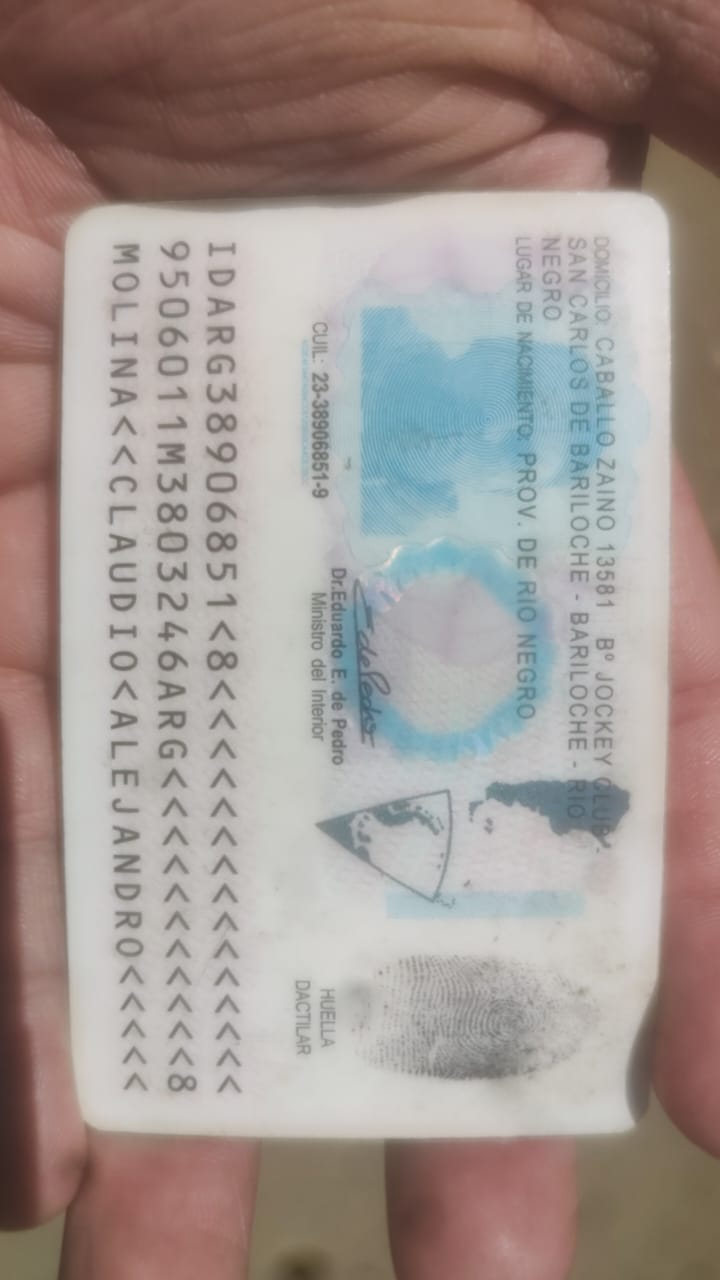 DOMICILIO: CABALLO ZAINO 13581 Bº JOCKEY CLUB -
SAN CARLOS DE BARILOCHE - BARILOCHE - RIO
NEGRO
LUGAR DE NACIMIENTO: PROV. DE RIO NEGRO
CUIL: 23-38906851-9
Dr.Eduardo E. de Pedro
Ministro del Interior
HUELLA
DACTILAR
IDARG38906851<8<<<<<<<<<<<<<<<
9506011M3803246ARG<<<<<<<<<<<8
MOLINA<<CLAUDIO<ALEJANDRO<<<<<